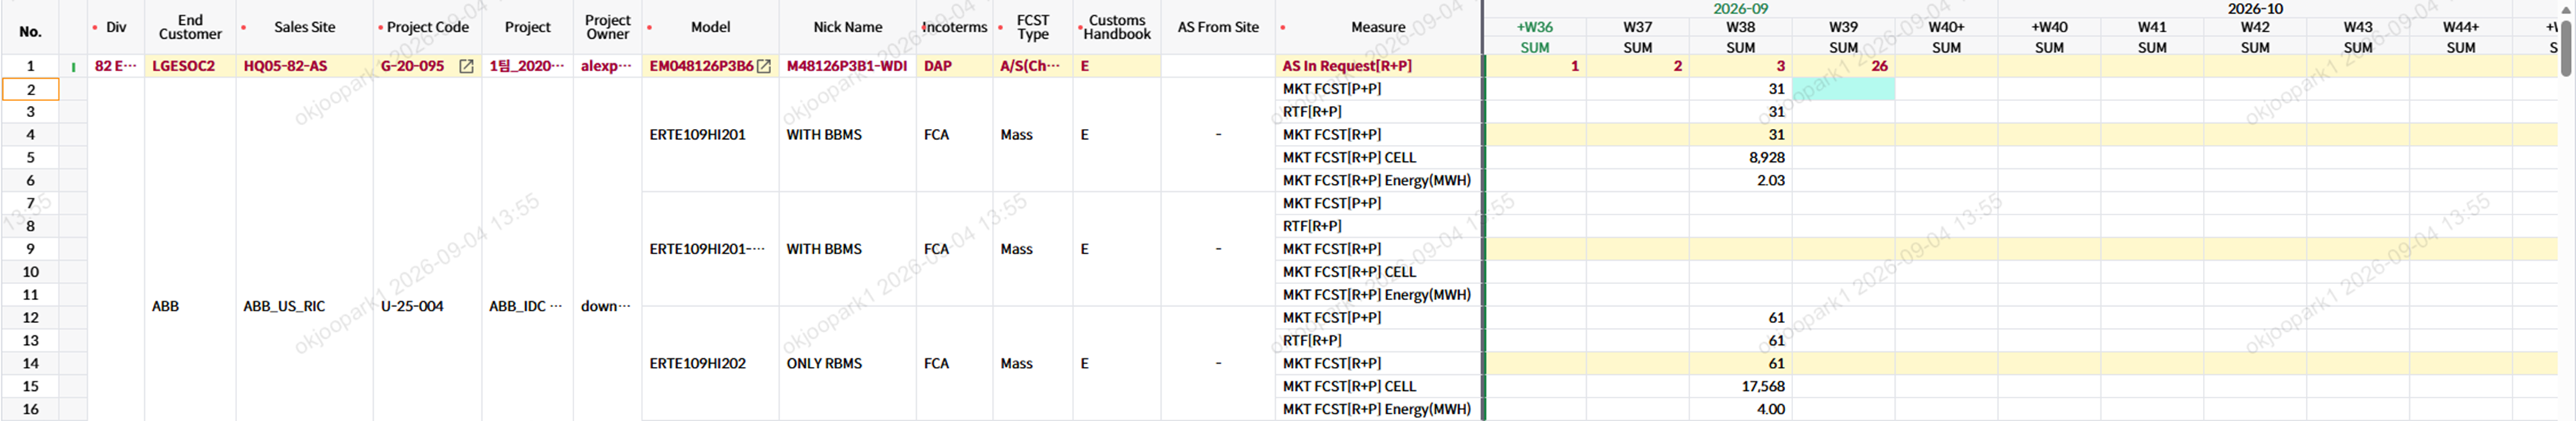 2026-09 2026-10
No. Div End Customer Sales Site Project Code Project Project Owner Model Nick Name Incoterms FCST Type Customs Handbook AS From Site Measure +W36 W37 W38 W39 W40+ +W40 W41 W42 W43 W44+
SUM SUM SUM SUM SUM SUM SUM SUM SUM SUM S
1 I 82 E··· LGESOC2 HQ05-82-AS G-20-095 1팀_2020··· alexp··· EM048126P3B6 M48126P3B1-WDI DAP A/S(Ch··· E AS In Request[R+P] 1 2 3 26
2 MKT FCST[P+P] 31
3 RTF[R+P] 31
4 ERTE109HI201 WITH BBMS FCA Mass E - MKT FCST[R+P] 31
5 MKT FCST[R+P] CELL 8,928
6 MKT FCST[R+P] Energy(MWH) 2.03
7 MKT FCST[P+P]
8 RTF[R+P]
9 ERTE109HI201-··· WITH BBMS FCA Mass E - MKT FCST[R+P]
10 MKT FCST[R+P] CELL
11 ABB ABB_US_RIC U-25-004 ABB_IDC ··· down··· MKT FCST[R+P] Energy(MWH)
12 MKT FCST[P+P] 61
13 RTF[R+P] 61
14 ERTE109HI202 ONLY RBMS FCA Mass E - MKT FCST[R+P] 61
15 MKT FCST[R+P] CELL 17,568
16 MKT FCST[R+P] Energy(MWH) 4.00
okjoopark1 2026-09-04 13:55